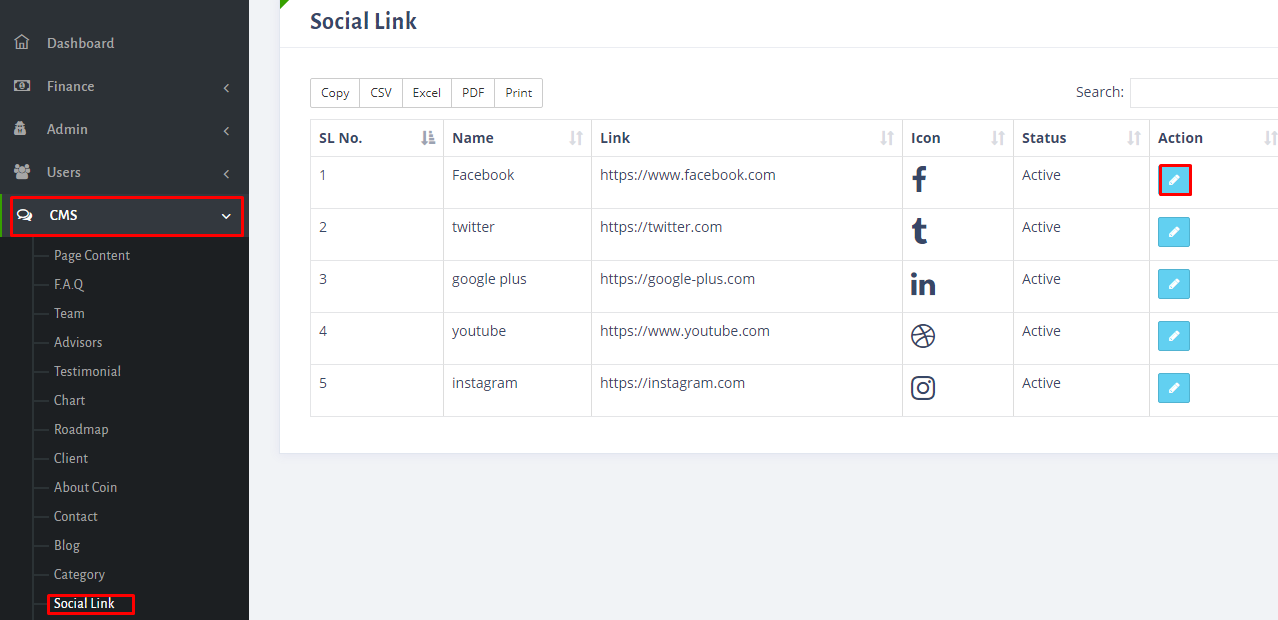 Dashboard
Finance
Admin
Users
CMS
Page Content
F.A.Q
Team
Advisors
Testimonial
Chart
Roadmap
Client
About Coin
Contact
Blog
Category
Social Link
Social Link
Copy CSV Excel PDF Print
Search:
SL No. Name Link Icon Status Action
1 Facebook https://www.facebook.com Active
2 twitter https://twitter.com Active
3 google plus https://google-plus.com Active
4 youtube https://www.youtube.com Active
5 instagram https://instagram.com Active